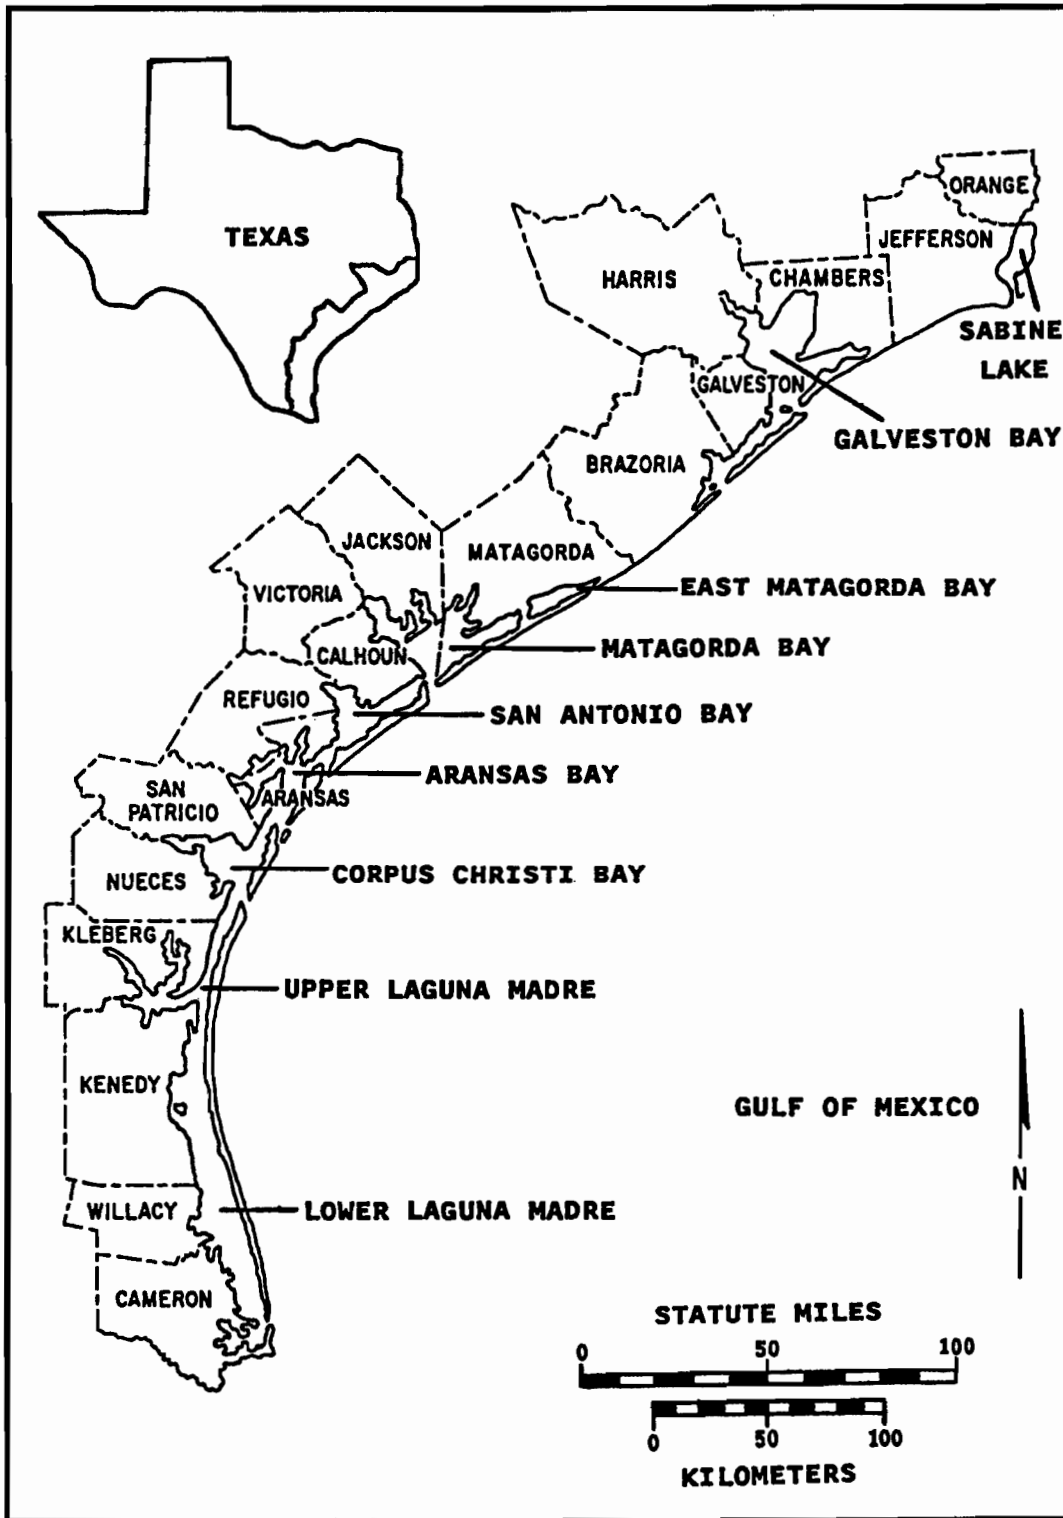 TEXAS
ORANGE
JEFFERSON
HARRIS
CHAMBERS
SABINE
LAKE
GALVESTON
GALVESTON BAY
BRAZORIA
JACKSON
MATAGORDA
VICTORIA
EAST MATAGORDA BAY
CALHOUN
MATAGORDA BAY
REFUGIO
SAN ANTONIO BAY
ARANSAS BAY
SAN
PATRICIO
ARANSAS
CORPUS CHRISTI BAY
NUECES
KLEBERG
UPPER LAGUNA MADRE
KENEDY
GULF OF MEXICO
N
WILLACY
LOWER LAGUNA MADRE
CAMERON
STATUTE MILES
0 50 100
0 50 100
KILOMETERS